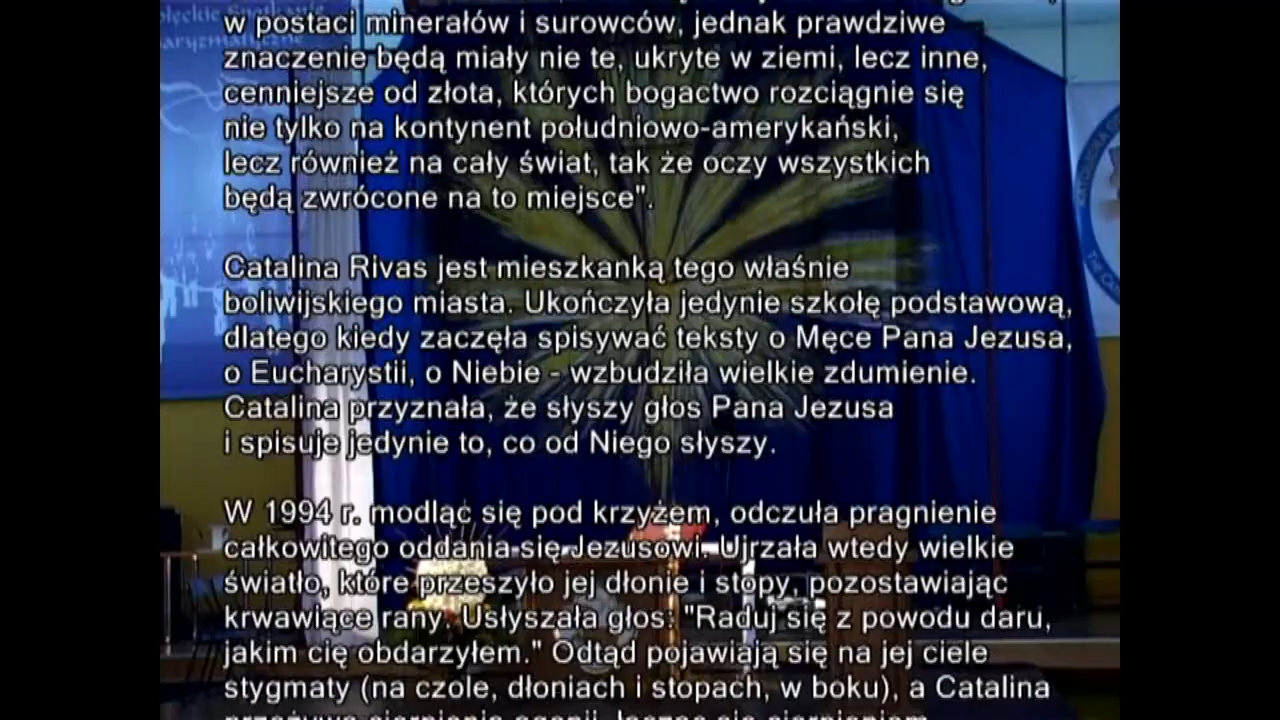 ołeckie Spotkanie
aryzmatyczne
w postaci minerałów i surowców, jednak prawdziwe
znaczenie będą miały nie te, ukryte w ziemi, lecz inne,
cenniejsze od złota, których bogactwo rozciągnie się
nie tylko na kontynent południowo-amerykański,
lecz również na cały świat, tak że oczy wszystkich
będą zwrócone na to miejsce".
Catalina Rivas jest mieszkanką tego właśnie
boliwijskiego miasta. Ukończyła jedynie szkołę podstawową,
dlatego kiedy zaczęła spisywać teksty o Męce Pana Jezusa,
o Eucharystii, o Niebie - wzbudziła wielkie zdumienie.
Catalina przyznała, że słyszy głos Pana Jezusa
i spisuje jedynie to, co od Niego słyszy.
W 1994 r. modląc się pod krzyżem, odczuła pragnienie
całkowitego oddania się Jezusowi. Ujrzała wtedy wielkie
światło, które przeszyło jej dłonie i stopy, pozostawiając
krwawiące rany. Usłyszała głos: "Raduj się z powodu daru,
jakim cię obdarzyłem." Odtąd pojawiają się na jej ciele
stygmaty (na czole, dłoniach i stopach, w boku), a Catalina